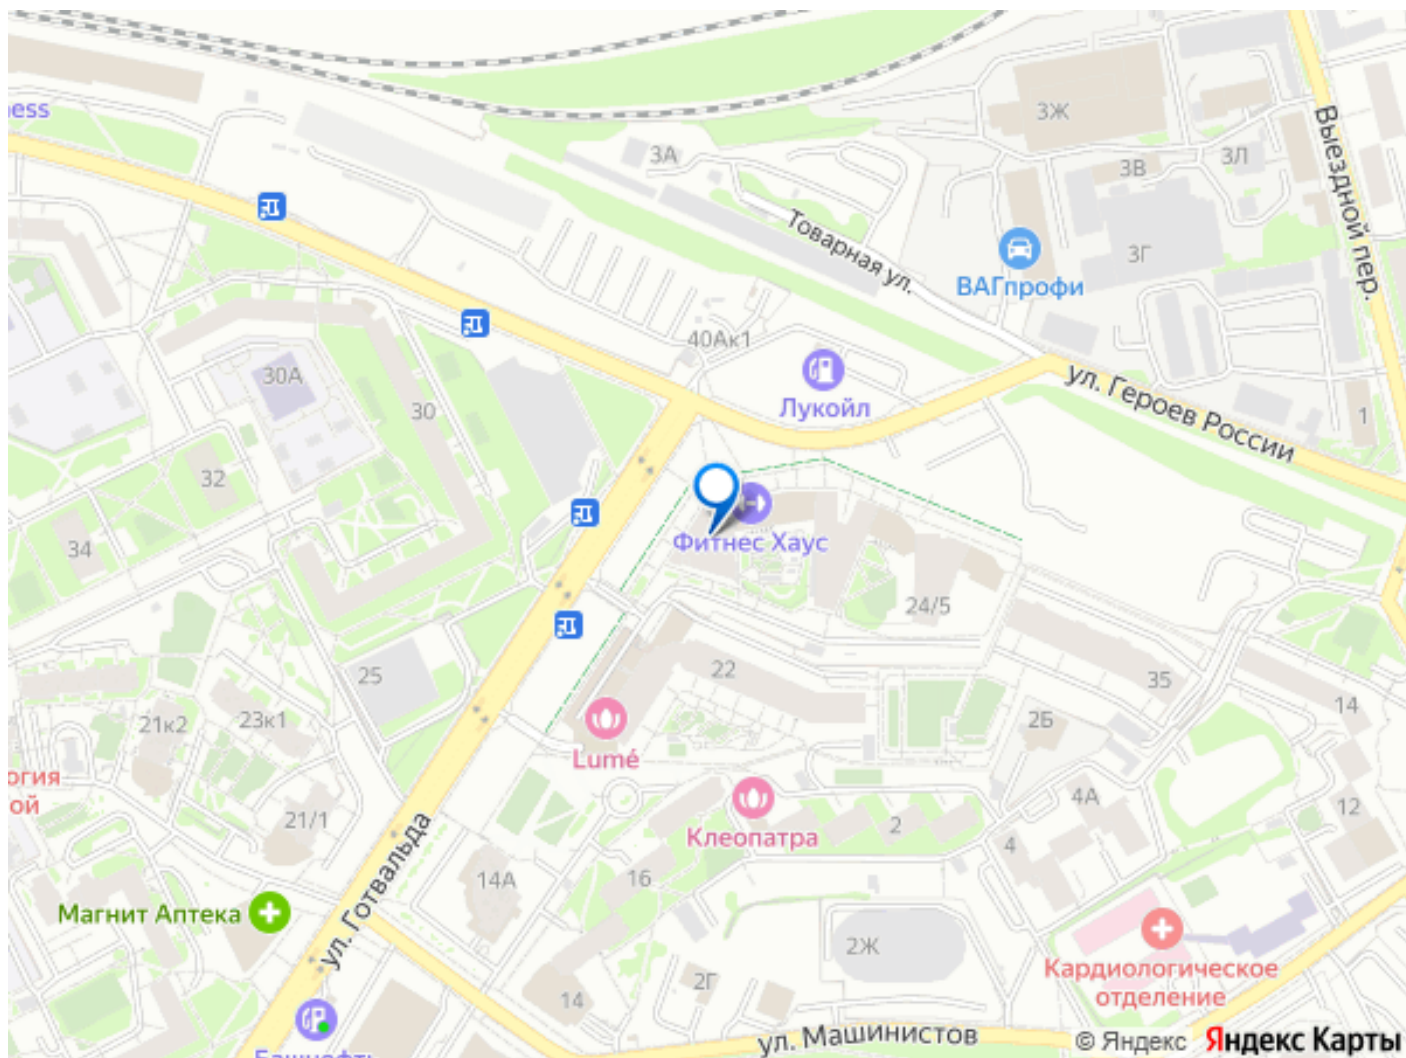 ess
3А
3Ж
3В
3Л
Выездной пер.
Товарная ул.
3Г
ВАГпрофи
40Ак1
30А
30
Лукойл
ул. Героев России
1
32
34
Фитнес Хаус
24/5
22
25
35
14
21к2
23к1
2Б
Lumé
огия
ой
21/1
4А
12
Клеопатра
2
4
ул. Готвальда
14А
16
Магнит Аптека
2Ж
2Г
14
Кардиологическое
отделение
ул. Машинистов
Башнефть
© Яндекс Яндекс Карты